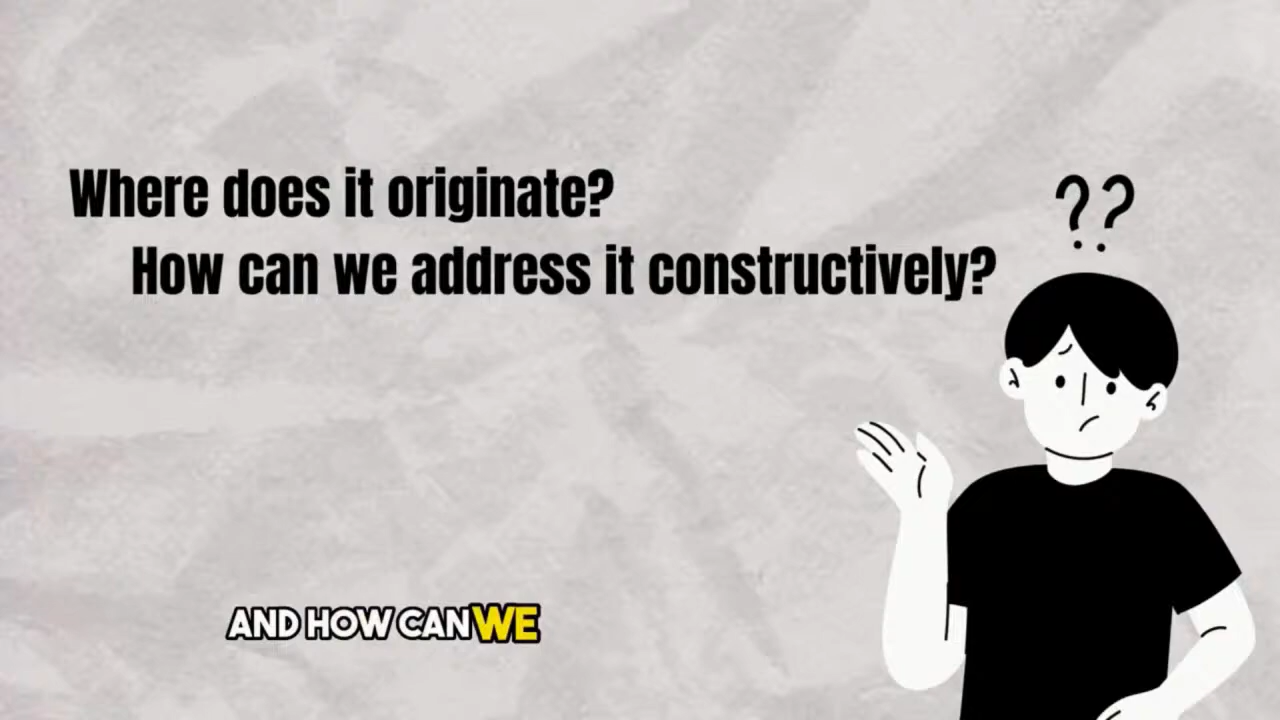 Where does it originate?
How can we address it constructively?
??
AND HOW CAN WE